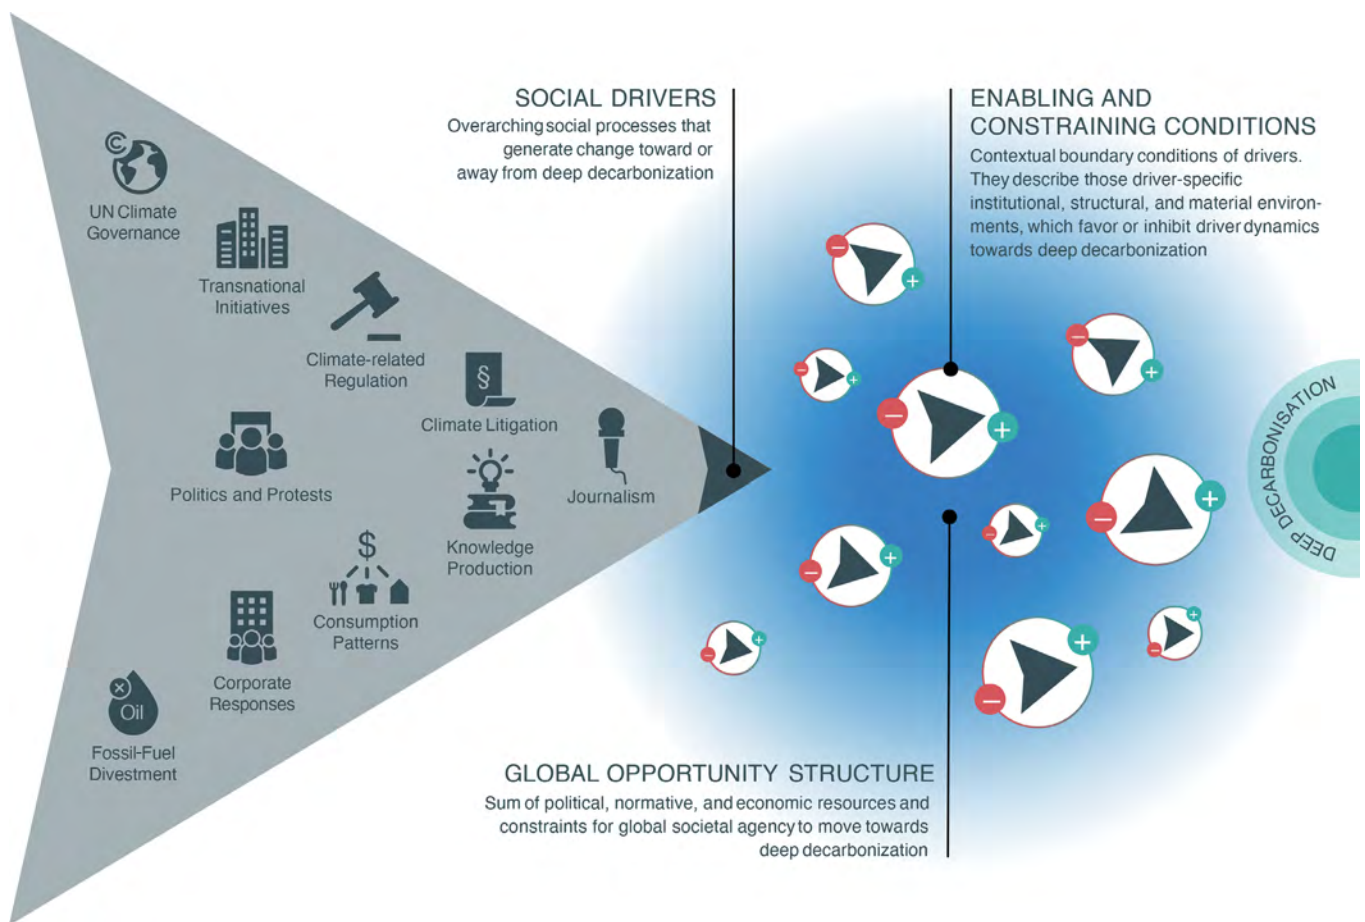 SOCIAL DRIVERS
Overarching social processes that
generate change toward or
away from deep decarbonization
ENABLING AND
CONSTRAINING CONDITIONS
Contextual boundary conditions of drivers.
They describe those driver-specific
institutional, structural, and material environ-
ments, which favor or inhibit driver dynamics
towards deep decarbonization
C
UN Climate
Governance
Transnational
Initiatives
Climate-related
Regulation
§
Climate Litigation
Journalism
Politics and Protests
Knowledge
Production
$
Consumption
Patterns
Corporate
Responses
Oil
Fossil-Fuel
Divestment
DEEP DECARBONISATION
GLOBAL OPPORTUNITY STRUCTURE
Sum of political, normative, and economic resources and
constraints for global societal agency to move towards
deep decarbonization